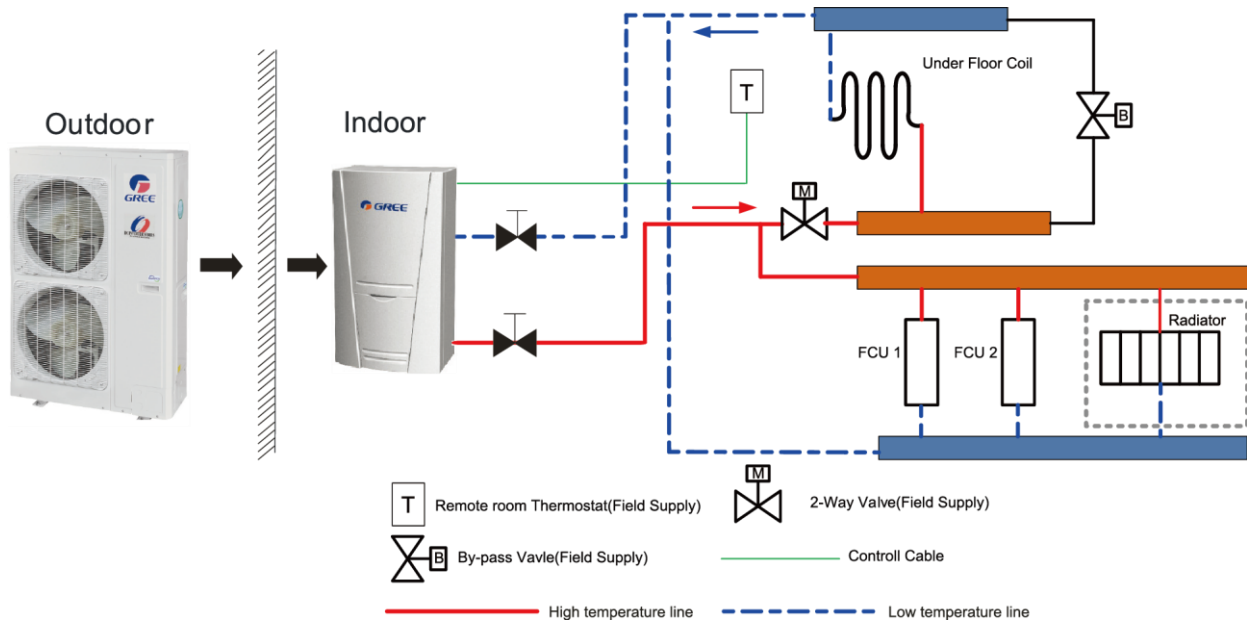 Outdoor
Indoor
GREE
GREE
T
Under Floor Coil
B
M
FCU 1
FCU 2
Radiator
T
Remote room Thermostat(Field Supply)
M
2-Way Valve(Field Supply)
B
By-pass Vavle(Field Supply)
Controll Cable
High temperature line
Low temperature line